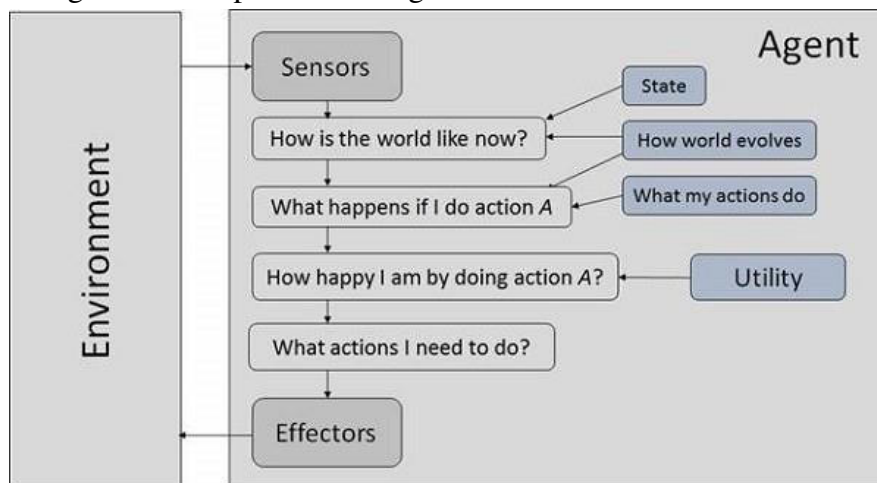 Agent
Environment
Sensors
State
How is the world like now?
How world evolves
What my actions do
What happens if I do action A
How happy I am by doing action A?
Utility
What actions I need to do?
Effectors